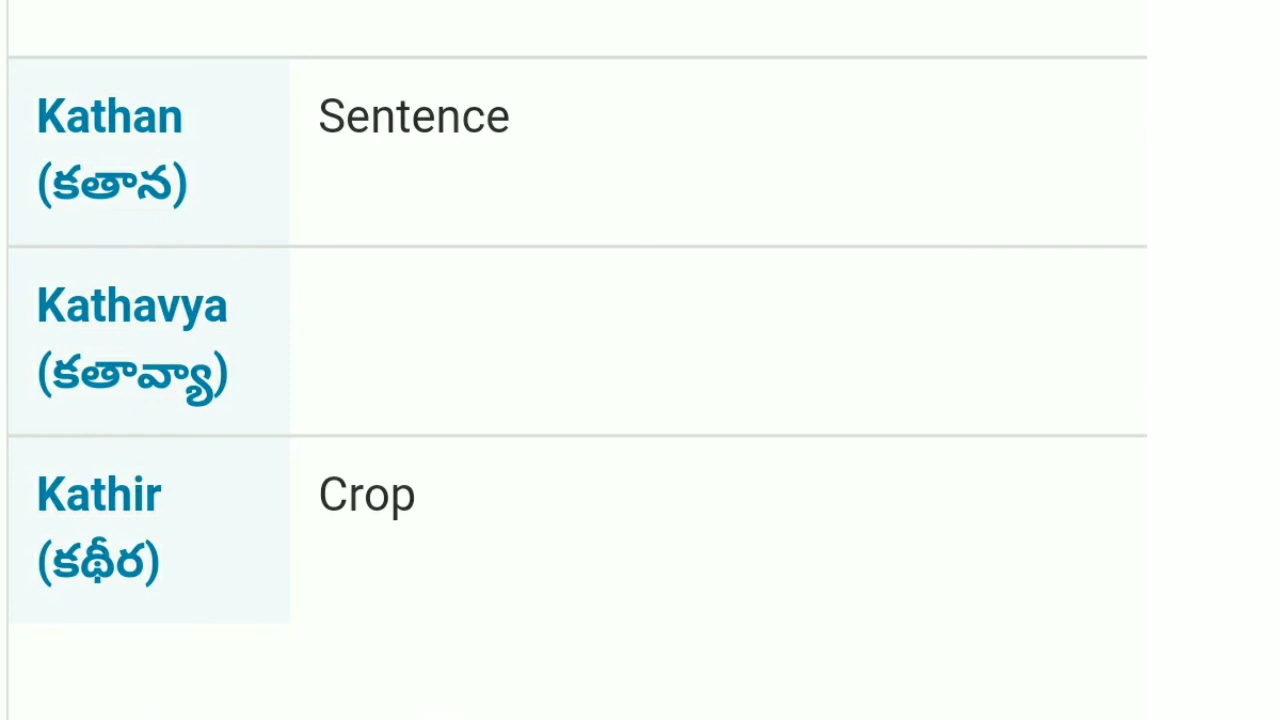 Kathan
(కతాన)
Sentence
Kathavya
(కతావ్యా)
Kathir
(కథీర)
Crop